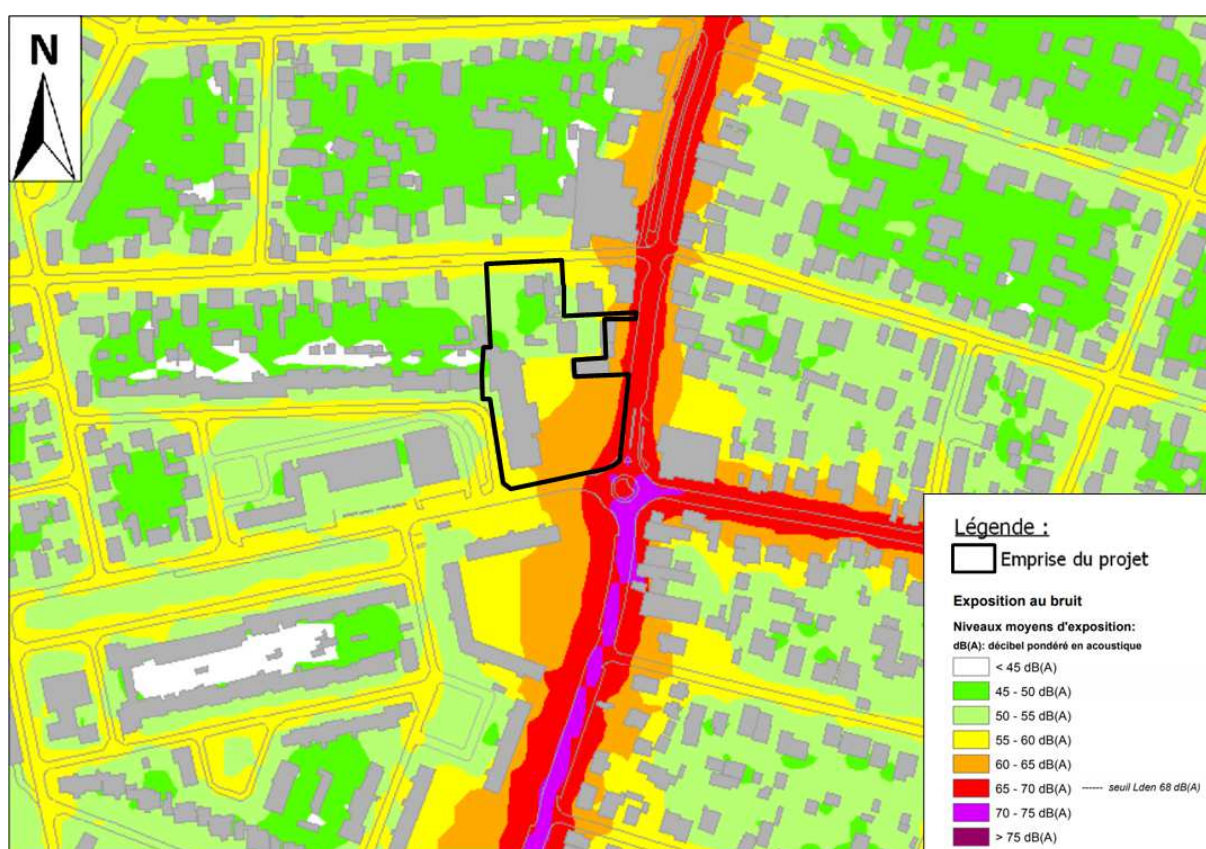 N
Légende :
Emprise du projet
Exposition au bruit
Niveaux moyens d'exposition:
dB(A): décibel pondéré en acoustique
< 45 dB(A)
45 - 50 dB(A)
50 - 55 dB(A)
55 - 60 dB(A)
60 - 65 dB(A)
65 - 70 dB(A) ----- seuil Lden 68 dB(A)
70 - 75 dB(A)
> 75 dB(A)